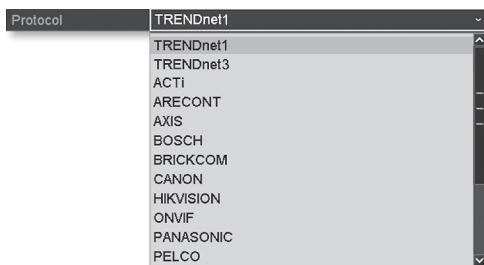 Protocol TRENDnet1
TRENDnet1
TRENDnet3
ACTi
ARECONT
AXIS
BOSCH
BRICKCOM
CANON
HIKVISION
ONVIF
PANASONIC
PELCO